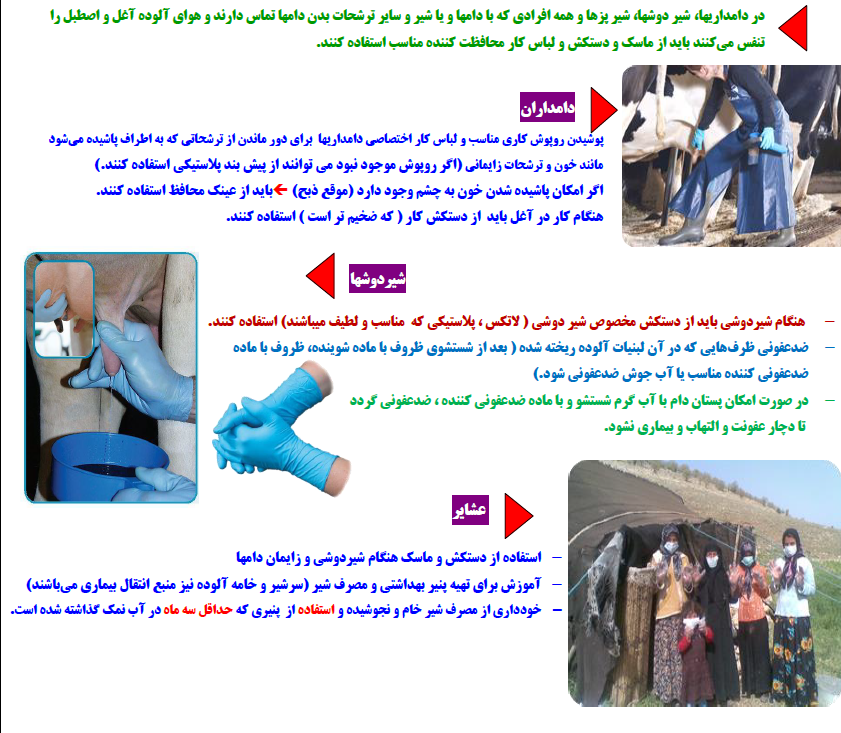 در دامداریها، شیر دوشها، شیر پزها و همه افرادی که با دامها و یا شیر و سایر ترشحات بدن دامها تماس دارند و هوای آلوده آغل و اصطبل را
تنفس می‌کنند باید از ماسک و دستکش و لباس کار محافظت کننده مناسب استفاده کنند.
دامداران
پوشیدن روپوش کاری مناسب و لباس کار اختصاصی دامداریها برای دور ماندن از ترشحاتی که به اطراف پاشیده می‌شود
مانند خون و ترشحات زایمانی (اگر روپوش موجود نبود می توانند از پیش بند پلاستیکی استفاده کنند.)
اگر امکان پاشیده شدن خون به چشم وجود دارد (موقع ذبح) ← باید از عینک محافظ استفاده کنند.
هنگام کار در آغل باید از دستکش کار ( که ضخیم تر است ) استفاده کنند.
شیردوشها
– هنگام شیردوشی باید از دستکش مخصوص شیر دوشی ( لاتکس ، پلاستیکی که مناسب و لطیف میباشند) استفاده کنند.
– ضدعفونی ظرف‌هایی که در آن لبنیات آلوده ریخته شده ( بعد از شستشوی ظروف با ماده شوینده، ظروف با ماده
ضدعفونی کننده مناسب یا آب جوش ضدعفونی شود.)
– در صورت امکان پستان دام با آب گرم شستشو و با ماده ضدعفونی کننده ، ضدعفونی گردد
تا دچار عفونت و التهاب و بیماری نشود.
عشایر
– استفاده از دستکش و ماسک هنگام شیردوشی و زایمان دامها
– آموزش برای تهیه پنیر بهداشتی و مصرف شیر (سرشیر و خامه آلوده نیز منبع انتقال بیماری می‌باشند)
– خودداری از مصرف شیر خام و نجوشیده و استفاده از پنیری که حداقل سه ماه در آب نمک گذاشته شده است.